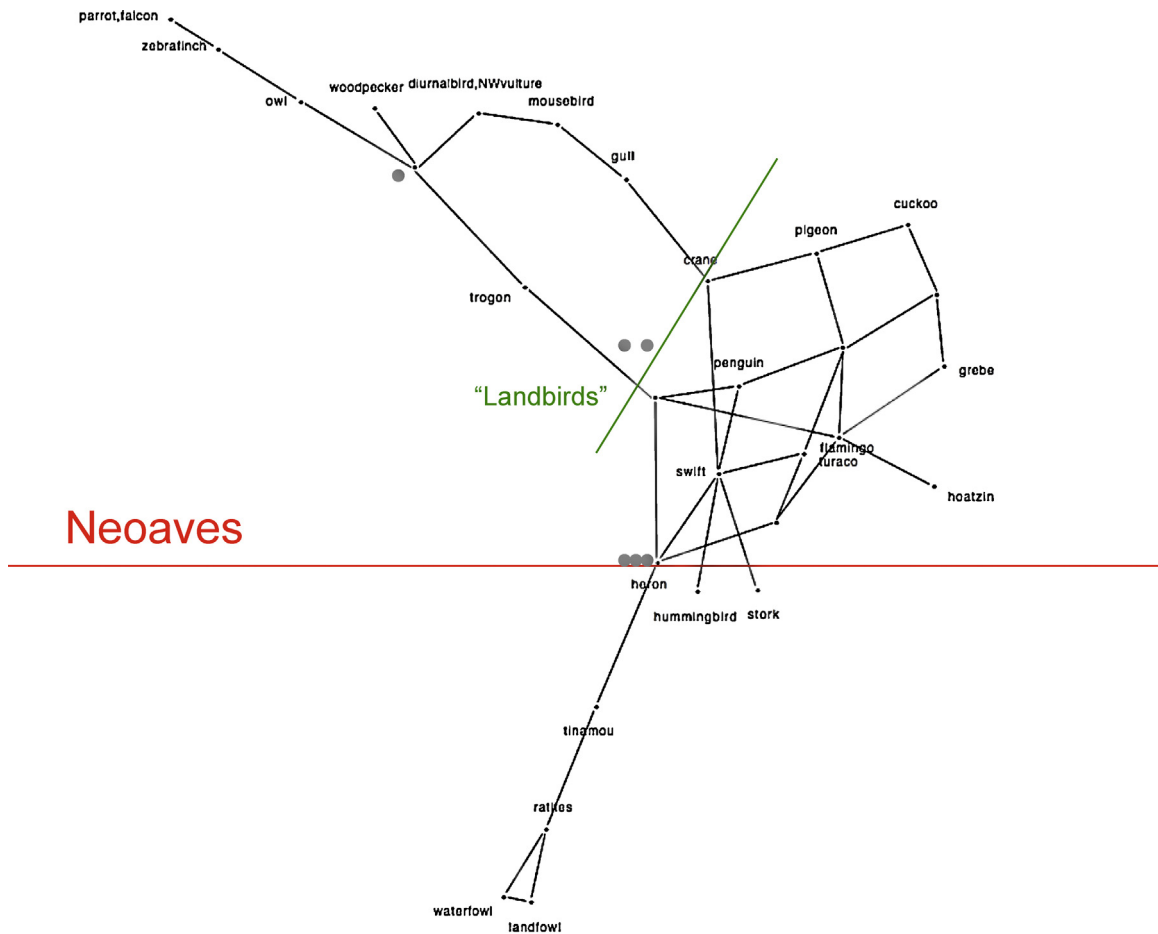 parrot,falcon
zebrafinch
owl
woodpecker
diurnalbird,NWvulture
mousebird
gull
cuckoo
pigeon
crane
trogon
penguin
grebe
"Landbirds"
flamingo
turaco
swift
hoatzin
Neoaves
heron
hummingbird
stork
tinamou
ratites
waterfowl
landfowl